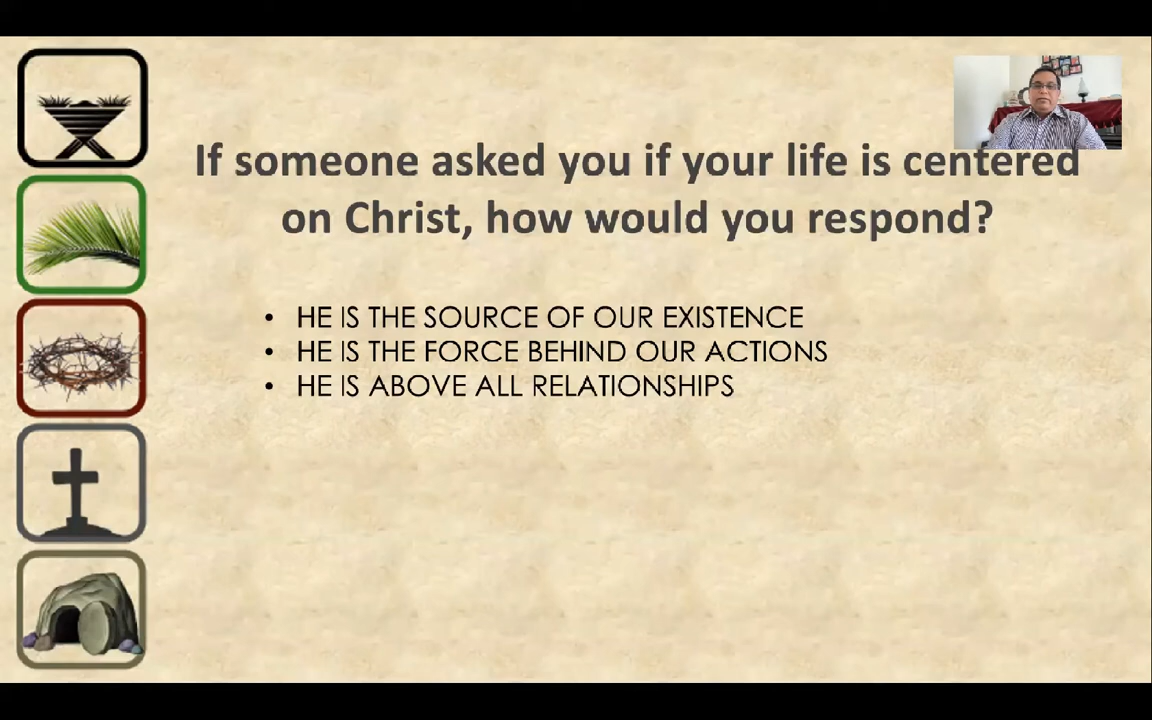 If someone asked you if your life is centered
on Christ, how would you respond?
• HE IS THE SOURCE OF OUR EXISTENCE
• HE IS THE FORCE BEHIND OUR ACTIONS
• HE IS ABOVE ALL RELATIONSHIPS